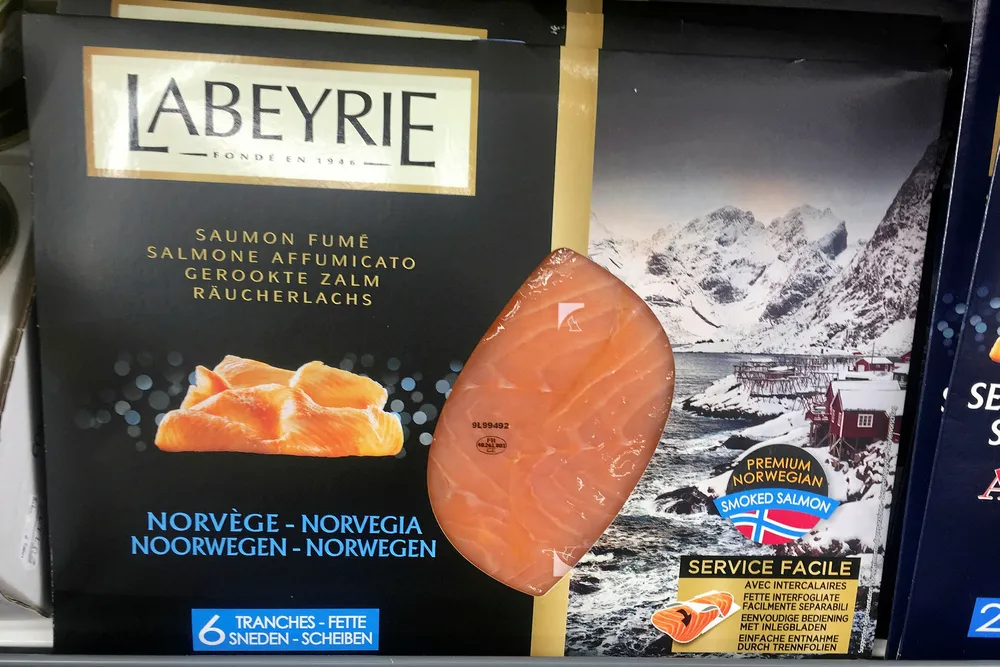 LABEYRIE
FONDÉ EN 1946
SAUMON FUMÉ
SALMONE AFFUMICATO
GEROOKTE ZALM
RÄUCHERLACHS
9L99492
FR
NORVÈGE - NORVEGIA
NOORWEGEN - NORWEGEN
6 TRANCHES - FETTE
SNEDEN - SCHEIBEN
PREMIUM
NORWEGIAN
SMOKED SALMON
SERVICE FACILE
AVEC INTERCALAIRES
FETTE INTERFOGLIATE
FACILMENTE SEPARABILI
EENVOUDIGE BEDIENING
MET INLEGBLADEN
EINFACHE ENTNAHME
DURCH TRENNFOLIEN
2